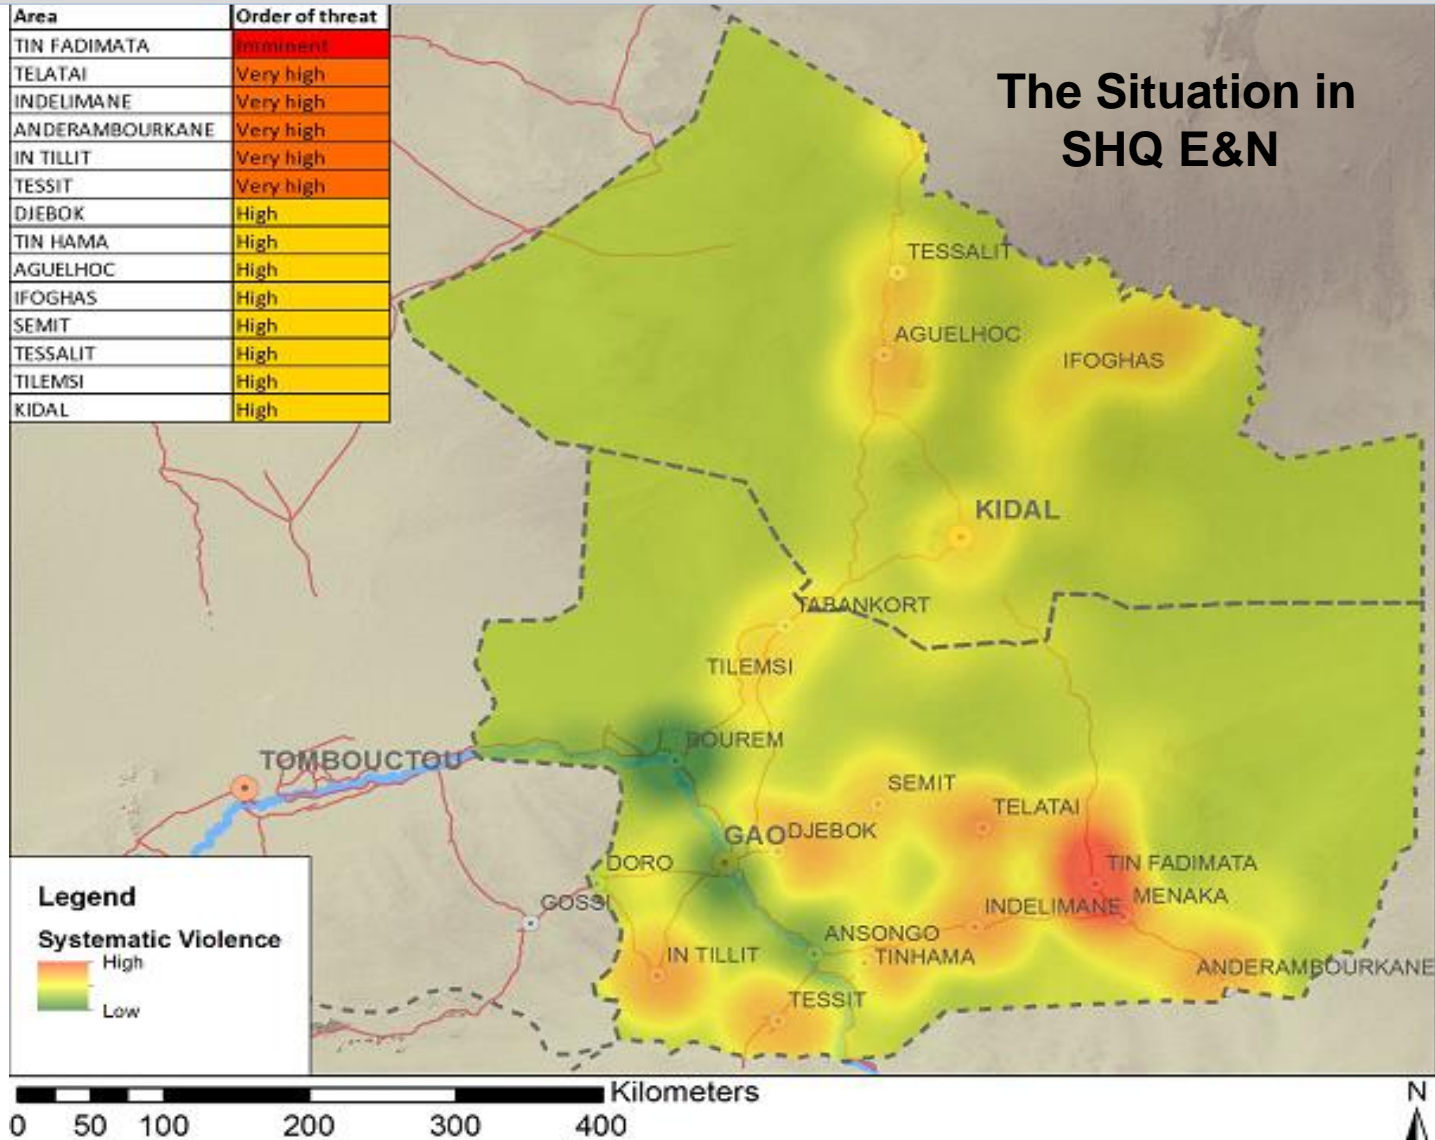 Area Order of threat
TIN FADIMATA Imminent
TELATAI Very high
INDELIMANE Very high
ANDERAMBOURKANE Very high
IN TILLIT Very high
TESSIT Very high
DJEBOK High
TIN HAMA High
AGUELHOC High
IFOGHAS High
SEMIT High
TESSALIT High
TILEMSI High
KIDAL High
The Situation in
SHQ E&N
TESSALIT
AGUELHOC
IFOGHAS
KIDAL
TABANKORT
TILEMSI
BOUREM
TOMBOUCTOU
SEMIT
TELATAI
GAO
DJEBOK
DORO
TIN FADIMATA
MENAKA
GOSSI
INDELIMANE
ANSONGO
IN TILLIT
TINHAMA
ANDERAMBOURKANE
TESSIT
Legend
Systematic Violence
High
Low
Kilometers
0 50 100 200 300 400
N